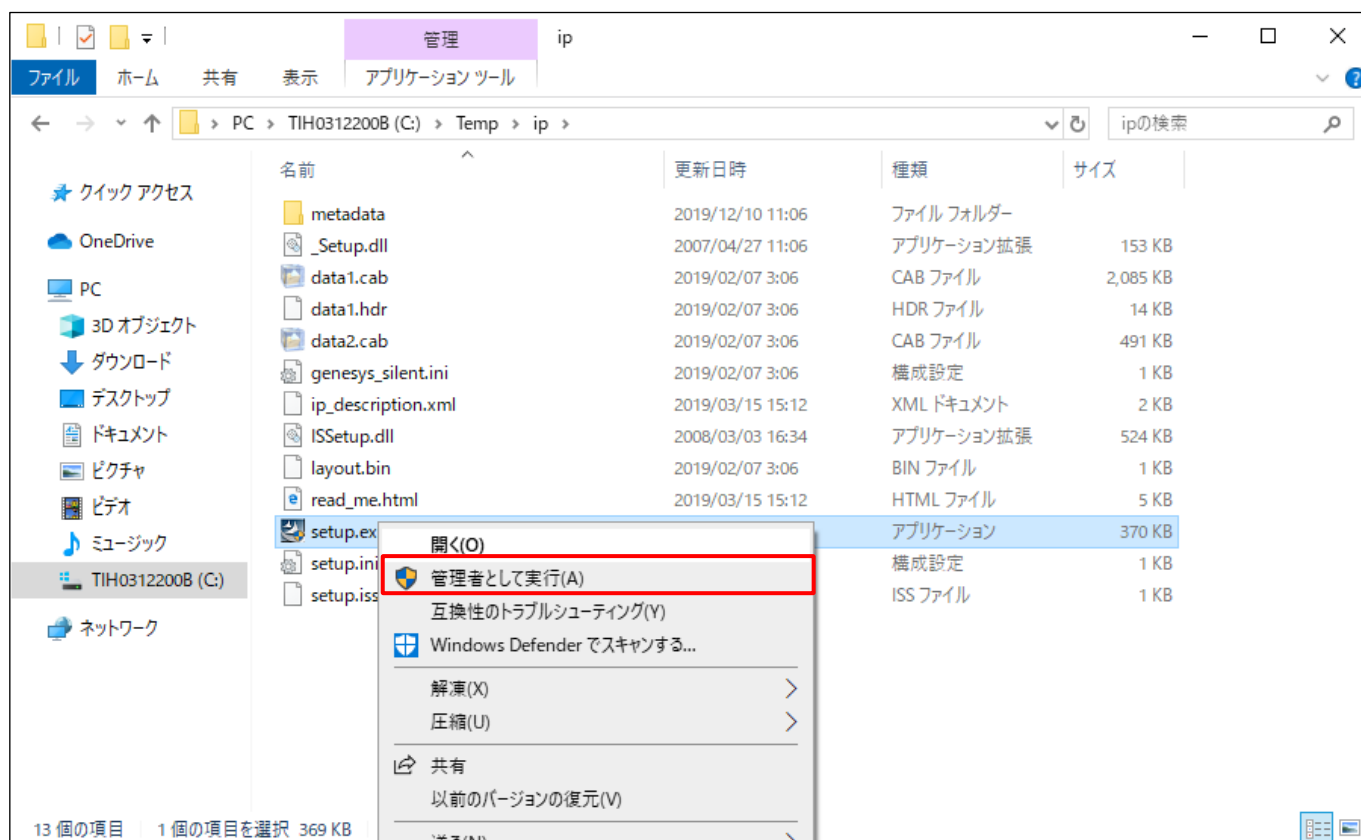 管理 ip
ファイル ホーム 共有 表示 アプリケーション ツール
PC > TIH0312200B (C:) > Temp > ip > ipの検索
名前 更新日時 種類 サイズ
クイック アクセス
OneDrive
PC
3D オブジェクト
ダウンロード
デスクトップ
ドキュメント
ピクチャ
ビデオ
ミュージック
TIH0312200B (C:)
ネットワーク
metadata 2019/12/10 11:06 ファイル フォルダー
_Setup.dll 2007/04/27 11:06 アプリケーション拡張 153 KB
data1.cab 2019/02/07 3:06 CAB ファイル 2,085 KB
data1.hdr 2019/02/07 3:06 HDR ファイル 14 KB
data2.cab 2019/02/07 3:06 CAB ファイル 491 KB
genesys_silent.ini 2019/02/07 3:06 構成設定 1 KB
ip_description.xml 2019/03/15 15:12 XML ドキュメント 2 KB
ISSetup.dll 2008/03/03 16:34 アプリケーション拡張 524 KB
layout.bin 2019/02/07 3:06 BIN ファイル 1 KB
read_me.html 2019/03/15 15:12 HTML ファイル 5 KB
setup.ex アプリケーション 370 KB
setup.ini 構成設定 1 KB
setup.iss ISS ファイル 1 KB
開く(O)
管理者として実行(A)
互換性のトラブルシューティング(Y)
Windows Defender でスキャンする...
解凍(X)
圧縮(U)
共有
以前のバージョンの復元(V)
送る(N)
13 個の項目 1 個の項目を選択 369 KB